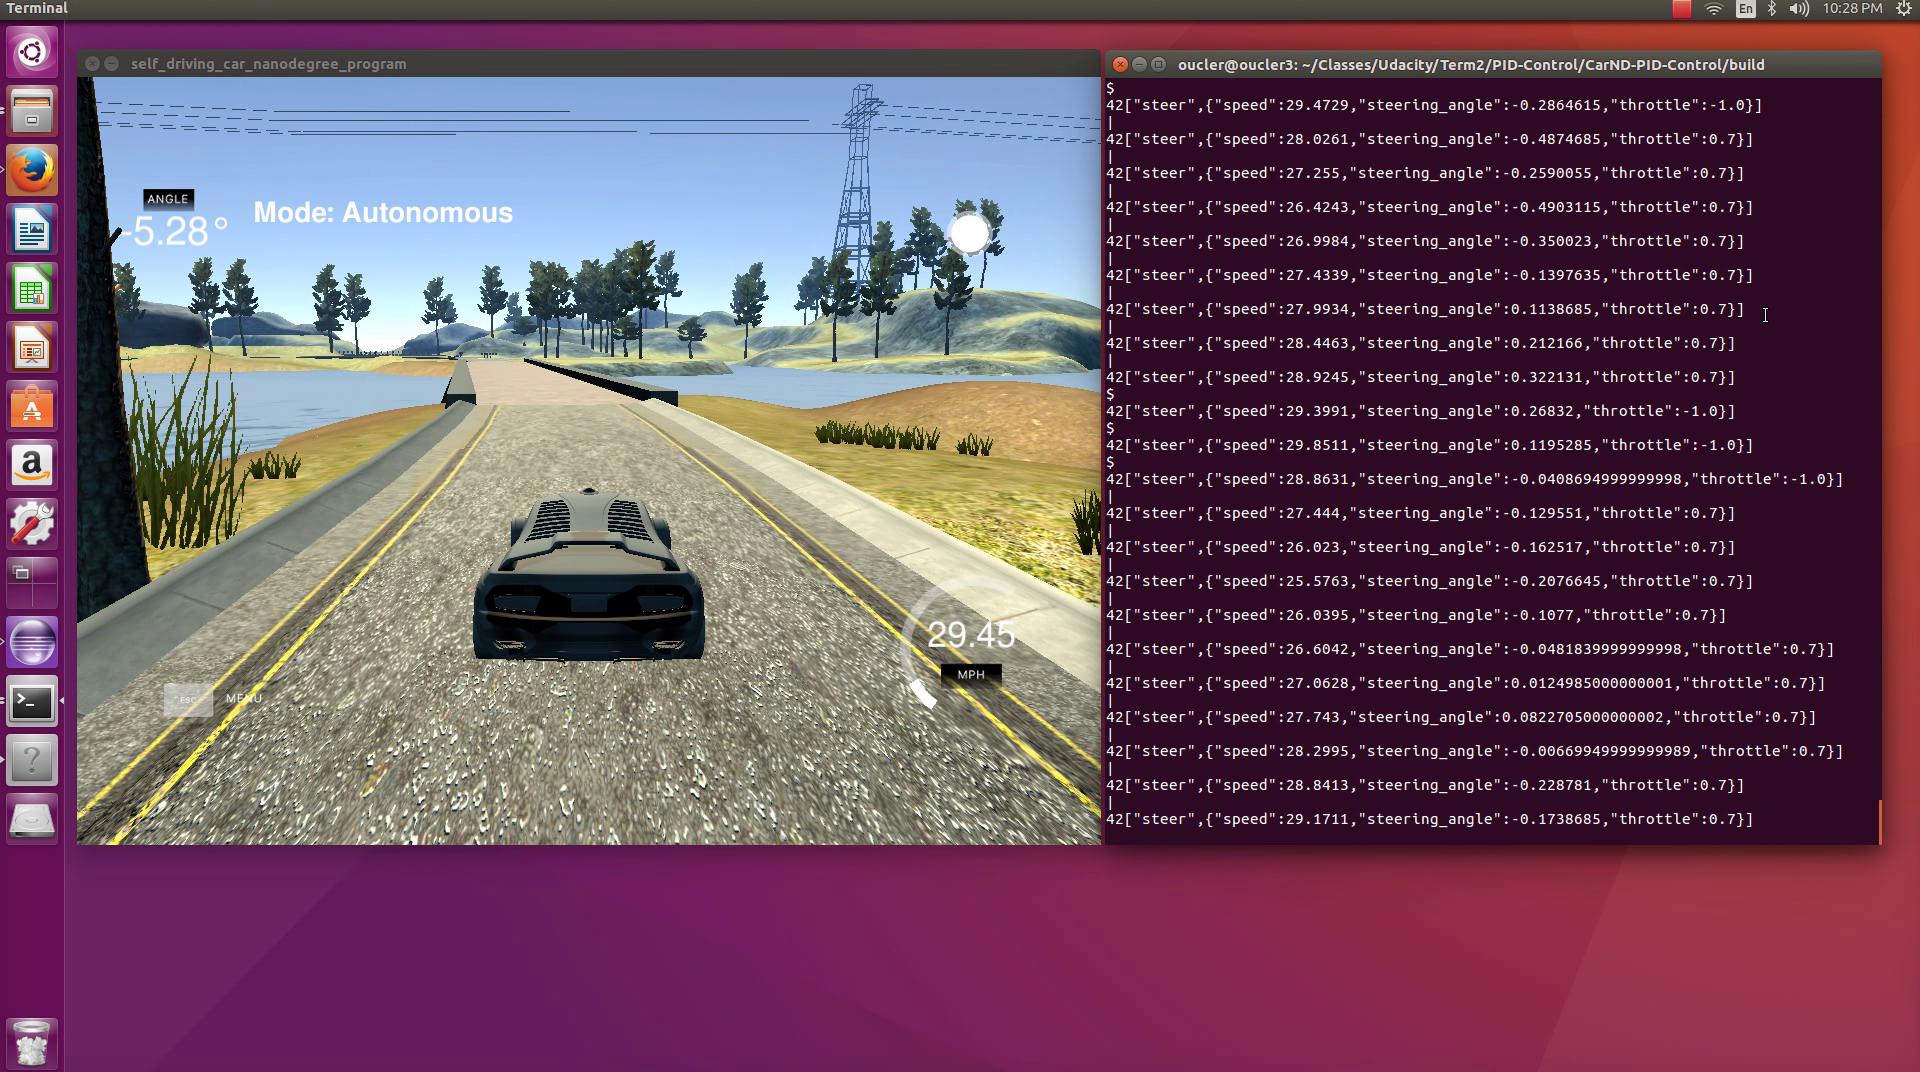 Terminal
En
10:28 PM
self_driving_car_nanodegree_program
ANGLE
-5.28°
Mode: Autonomous
29.45
MPH
ESC
MENU
oucler@oucler3: ~/Classes/Udacity/Term2/PID-Control/CarND-PID-Control/build
$
42["steer",{"speed":29.4729,"steering_angle":-0.2864615,"throttle":-1.0}]
|
42["steer",{"speed":28.0261,"steering_angle":-0.4874685,"throttle":0.7}]
|
42["steer",{"speed":27.255,"steering_angle":-0.2590055,"throttle":0.7}]
|
42["steer",{"speed":26.4243,"steering_angle":-0.4903115,"throttle":0.7}]
|
42["steer",{"speed":26.9984,"steering_angle":-0.350023,"throttle":0.7}]
|
42["steer",{"speed":27.4339,"steering_angle":-0.1397635,"throttle":0.7}]
|
42["steer",{"speed":27.9934,"steering_angle":0.1138685,"throttle":0.7}]
|
42["steer",{"speed":28.4463,"steering_angle":0.212166,"throttle":0.7}]
|
42["steer",{"speed":28.9245,"steering_angle":0.322131,"throttle":0.7}]
$
42["steer",{"speed":29.3991,"steering_angle":0.26832,"throttle":-1.0}]
$
42["steer",{"speed":29.8511,"steering_angle":0.1195285,"throttle":-1.0}]
$
42["steer",{"speed":28.8631,"steering_angle":-0.0408694999999998,"throttle":-1.0}]
|
42["steer",{"speed":27.444,"steering_angle":-0.129551,"throttle":0.7}]
|
42["steer",{"speed":26.023,"steering_angle":-0.162517,"throttle":0.7}]
|
42["steer",{"speed":25.5763,"steering_angle":-0.2076645,"throttle":0.7}]
|
42["steer",{"speed":26.0395,"steering_angle":-0.1077,"throttle":0.7}]
|
42["steer",{"speed":26.6042,"steering_angle":-0.0481839999999998,"throttle":0.7}]
|
42["steer",{"speed":27.0628,"steering_angle":0.0124985000000001,"throttle":0.7}]
|
42["steer",{"speed":27.743,"steering_angle":0.0822705000000002,"throttle":0.7}]
|
42["steer",{"speed":28.2995,"steering_angle":-0.00669949999999989,"throttle":0.7}]
|
42["steer",{"speed":28.8413,"steering_angle":-0.228781,"throttle":0.7}]
|
42["steer",{"speed":29.1711,"steering_angle":-0.1738685,"throttle":0.7}]